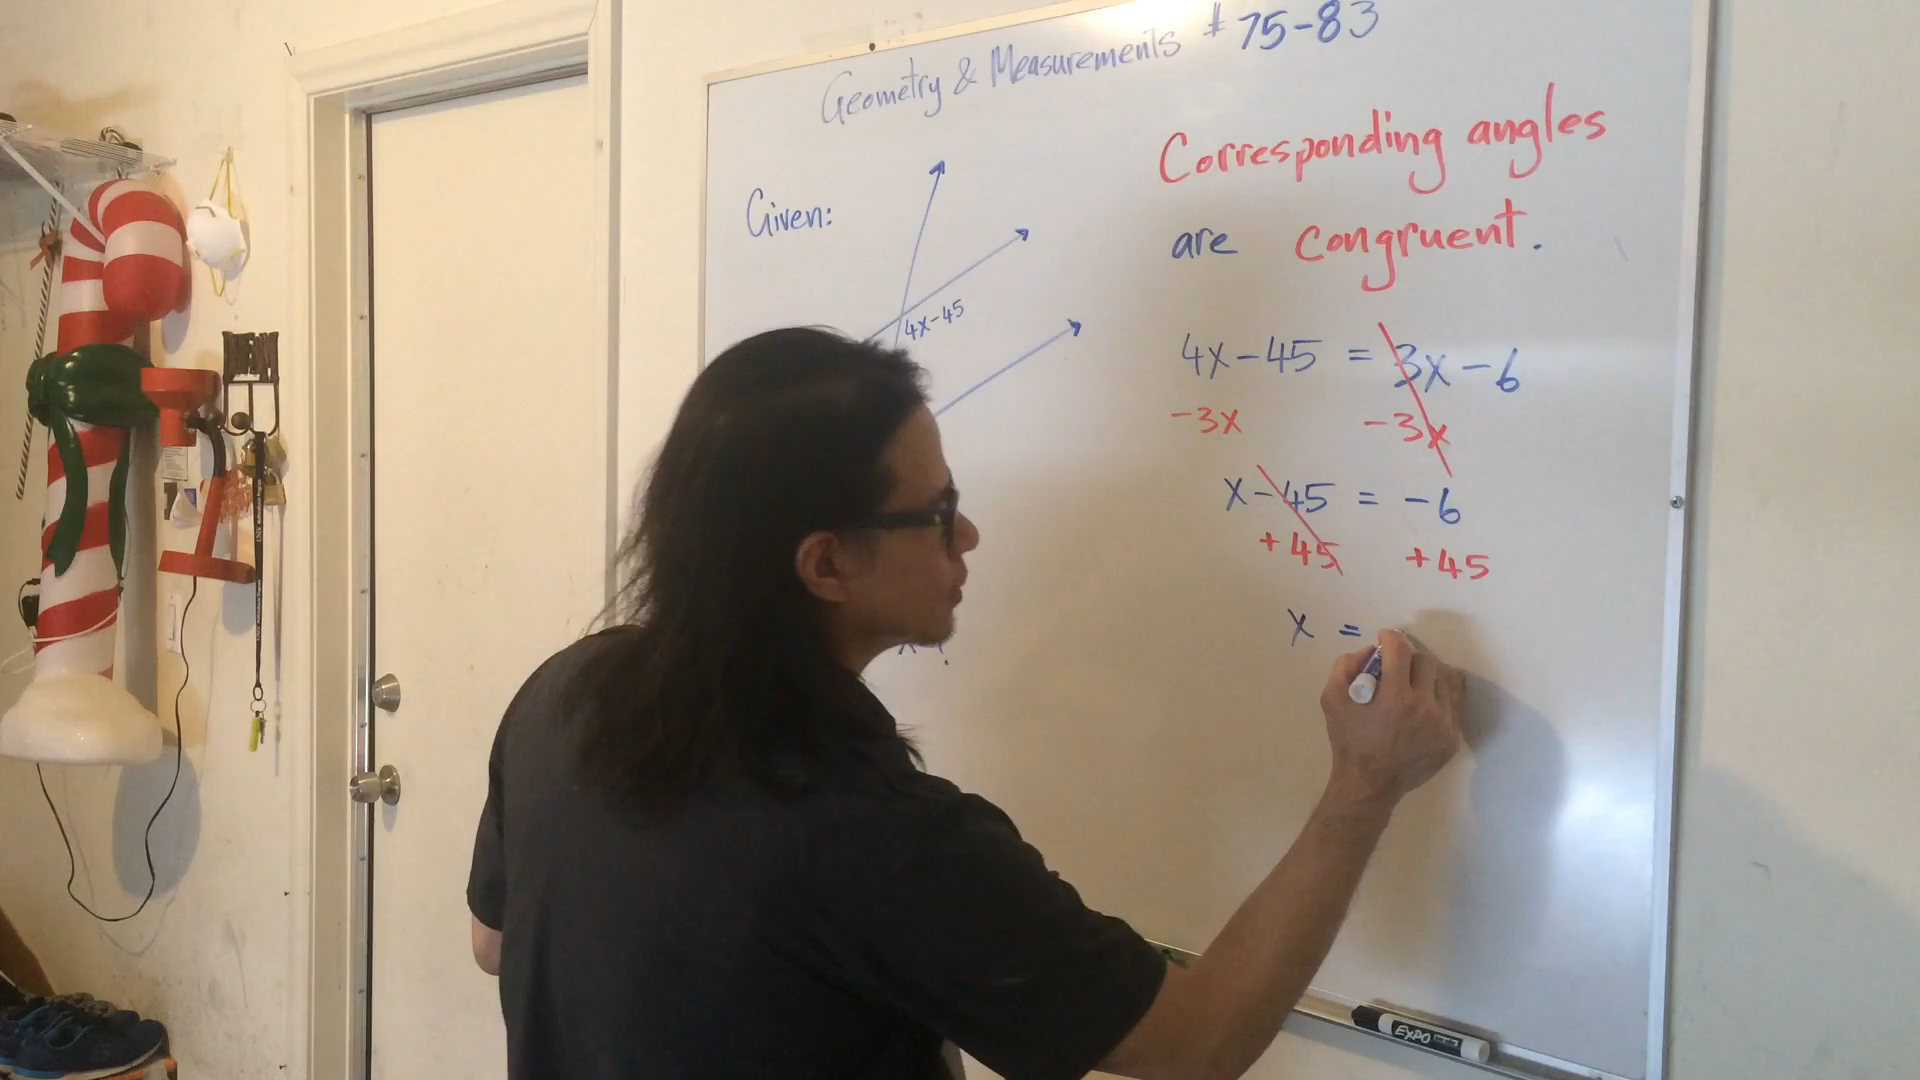 Geometry & Measurements # 75-83
Given:
4x-45
Corresponding angles
are congruent.
4x-45 = 3x-6
-3x -3x
x-45 = -6
+45 +45
x =
EXPO